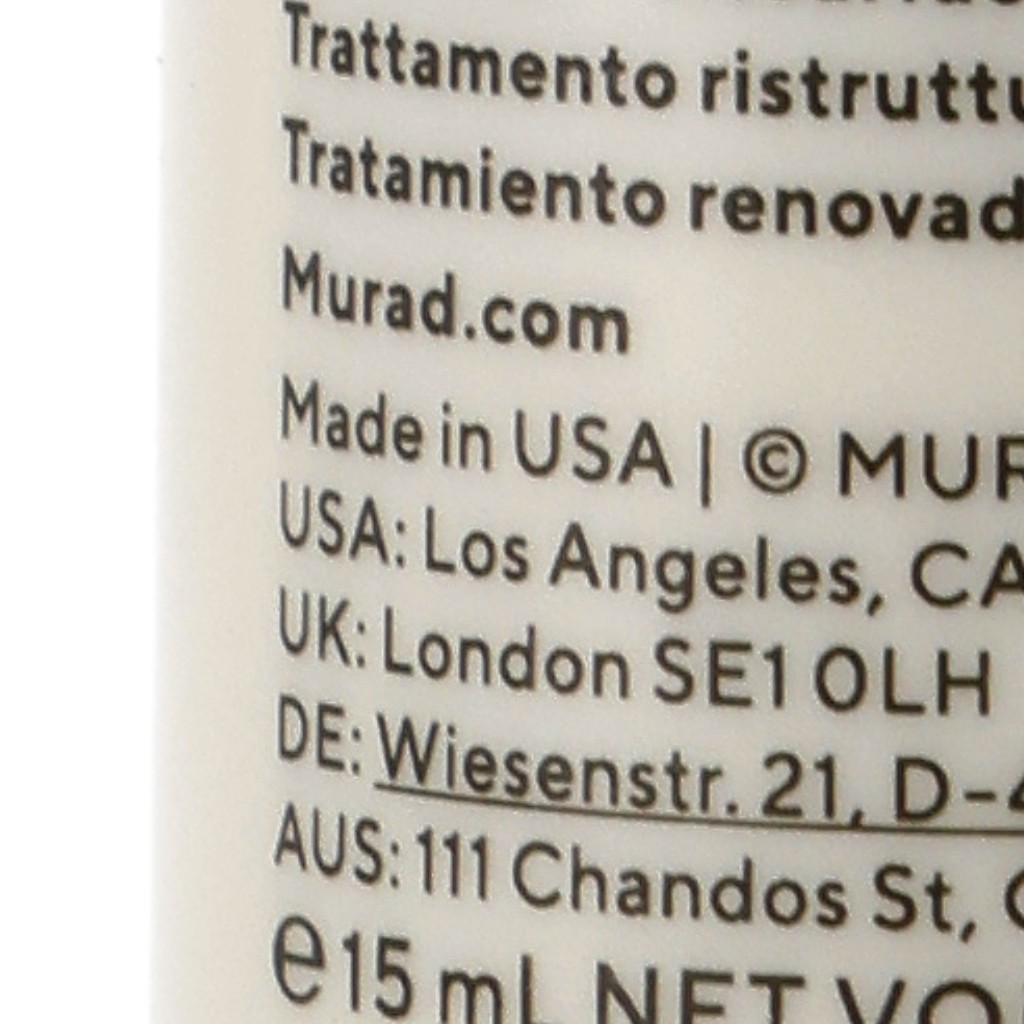 Trattamento ristruttu
Tratamiento renovad
Murad.com
Made in USA | © MUR
USA: Los Angeles, CA
UK: London SE1 0LH
DE: Wiesenstr. 21, D-4
AUS: 111 Chandos St,
℮ 15 mL NET VO